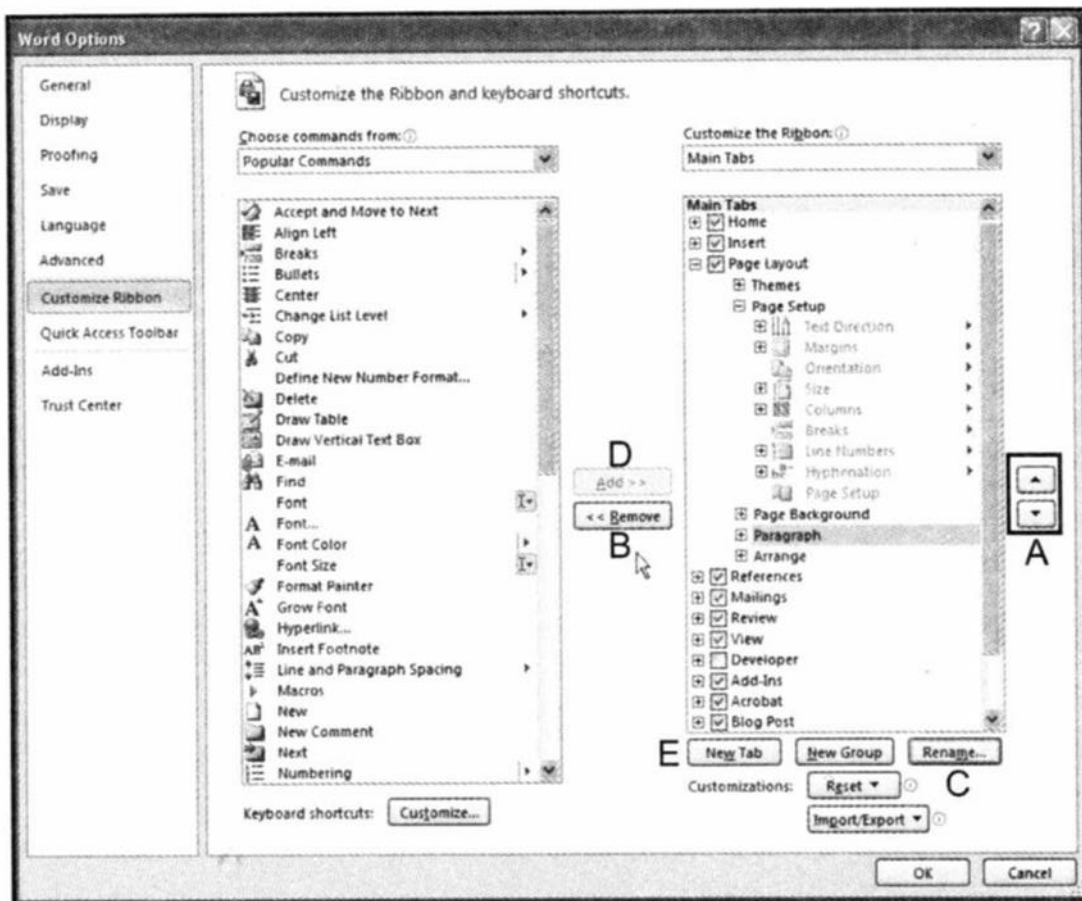 Word Options
General
Display
Proofing
Save
Language
Advanced
Customize Ribbon
Quick Access Toolbar
Add-Ins
Trust Center
Customize the Ribbon and keyboard shortcuts.
Choose commands from:
Popular Commands
Accept and Move to Next
Align Left
Breaks
Bullets
Center
Change List Level
Copy
Cut
Define New Number Format...
Delete
Draw Table
Draw Vertical Text Box
E-mail
Find
Font
Font...
Font Color
Font Size
Format Painter
Grow Font
Hyperlink...
Insert Footnote
Line and Paragraph Spacing
Macros
New
New Comment
Next
Numbering
Keyboard shortcuts: Customize...
D
Add >>
<< Remove
B
Customize the Ribbon:
Main Tabs
Main Tabs
Home
Insert
Page Layout
Themes
Page Setup
Text Direction
Margins
Orientation
Size
Columns
Breaks
Line Numbers
Hyphenation
Page Setup
Page Background
Paragraph
Arrange
References
Mailings
Review
View
Developer
Add-Ins
Acrobat
Blog Post
A
E New Tab New Group Rename...
C
Customizations: Reset
Import/Export
OK Cancel